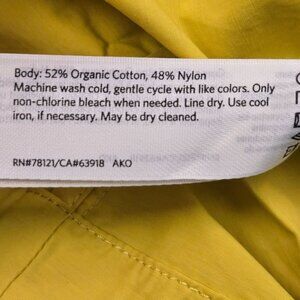 Body: 52% Organic Cotton, 48% Nylon
Machine wash cold, gentle cycle with like colors. Only
non-chlorine bleach when needed. Line dry. Use cool
iron, if necessary. May be dry cleaned.
RN#78121/CA#63918 AKO